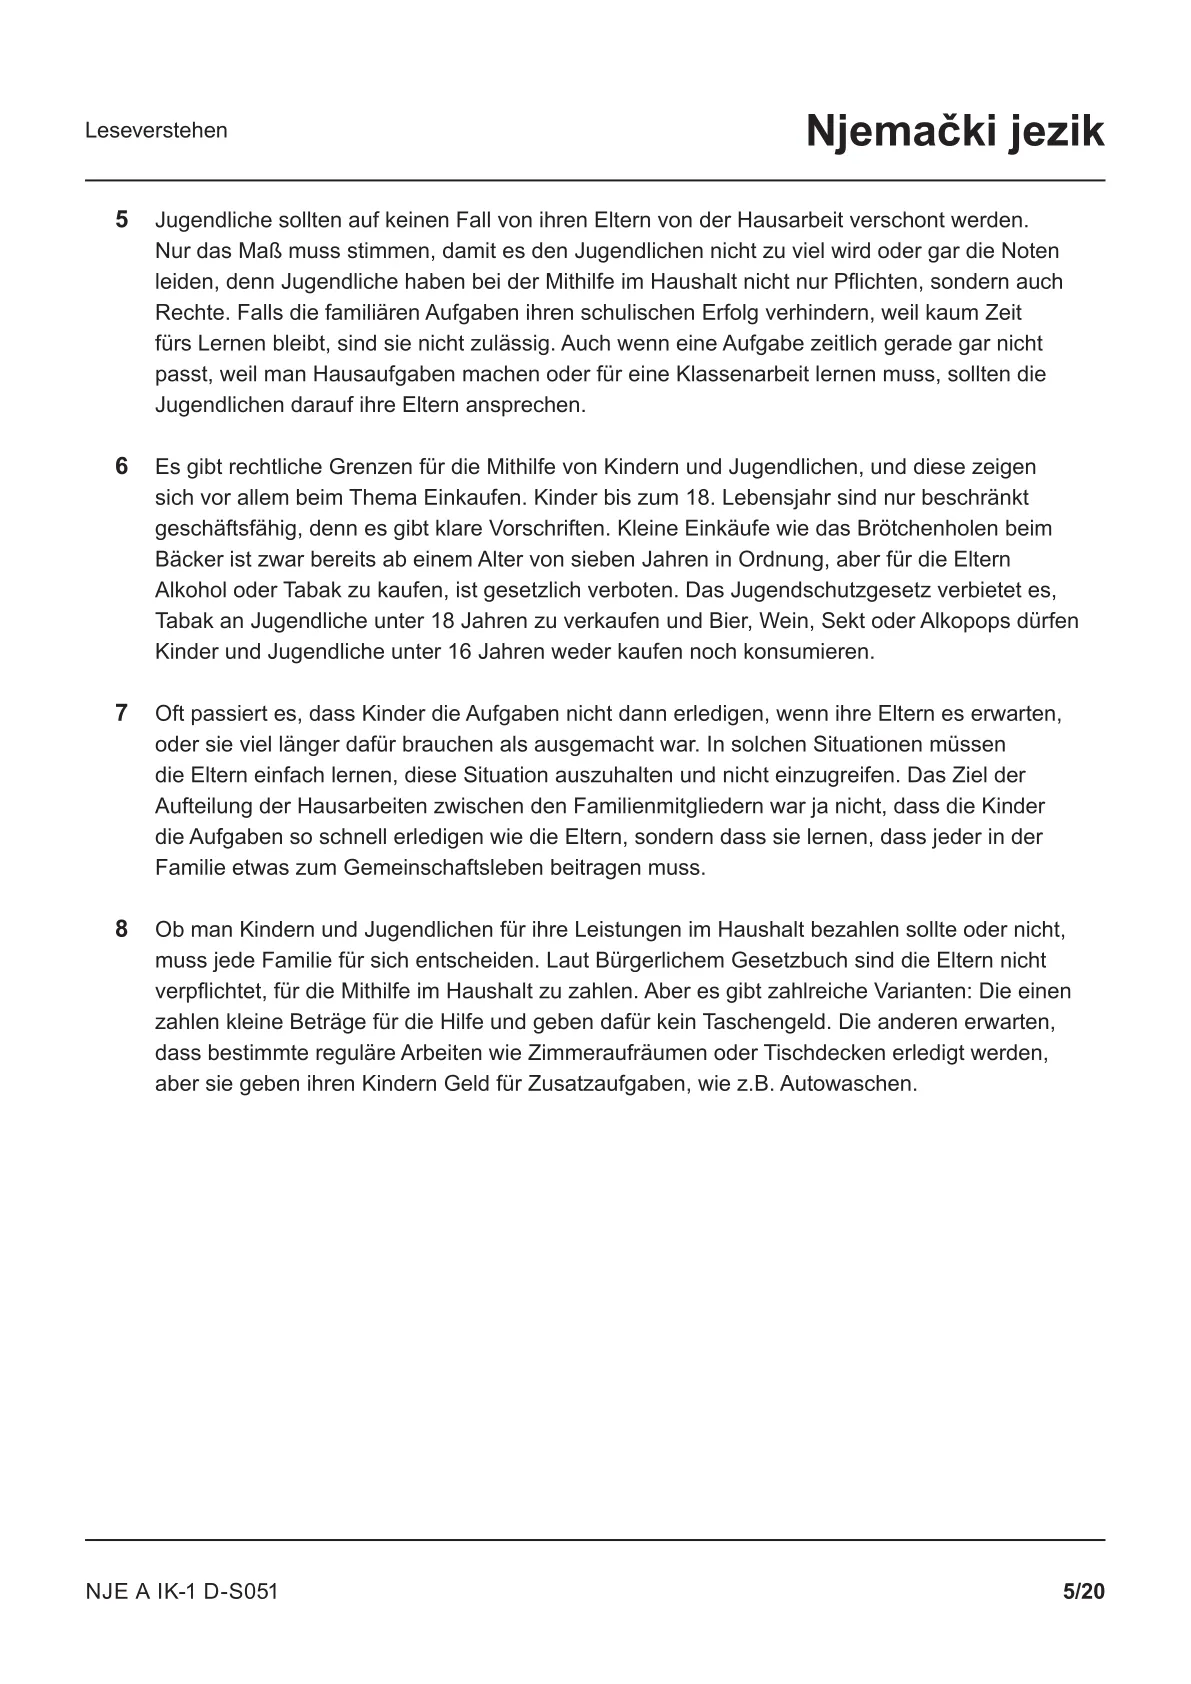 Leseverstehen
Njemački jezik
5 Jugendliche sollten auf keinen Fall von ihren Eltern von der Hausarbeit verschont werden.
Nur das Maß muss stimmen, damit es den Jugendlichen nicht zu viel wird oder gar die Noten
leiden, denn Jugendliche haben bei der Mithilfe im Haushalt nicht nur Pflichten, sondern auch
Rechte. Falls die familiären Aufgaben ihren schulischen Erfolg verhindern, weil kaum Zeit
fürs Lernen bleibt, sind sie nicht zulässig. Auch wenn eine Aufgabe zeitlich gerade gar nicht
passt, weil man Hausaufgaben machen oder für eine Klassenarbeit lernen muss, sollten die
Jugendlichen darauf ihre Eltern ansprechen.
6 Es gibt rechtliche Grenzen für die Mithilfe von Kindern und Jugendlichen, und diese zeigen
sich vor allem beim Thema Einkaufen. Kinder bis zum 18. Lebensjahr sind nur beschränkt
geschäftsfähig, denn es gibt klare Vorschriften. Kleine Einkäufe wie das Brötchenholen beim
Bäcker ist zwar bereits ab einem Alter von sieben Jahren in Ordnung, aber für die Eltern
Alkohol oder Tabak zu kaufen, ist gesetzlich verboten. Das Jugendschutzgesetz verbietet es,
Tabak an Jugendliche unter 18 Jahren zu verkaufen und Bier, Wein, Sekt oder Alkopops dürfen
Kinder und Jugendliche unter 16 Jahren weder kaufen noch konsumieren.
7 Oft passiert es, dass Kinder die Aufgaben nicht dann erledigen, wenn ihre Eltern es erwarten,
oder sie viel länger dafür brauchen als ausgemacht war. In solchen Situationen müssen
die Eltern einfach lernen, diese Situation auszuhalten und nicht einzugreifen. Das Ziel der
Aufteilung der Hausarbeiten zwischen den Familienmitgliedern war ja nicht, dass die Kinder
die Aufgaben so schnell erledigen wie die Eltern, sondern dass sie lernen, dass jeder in der
Familie etwas zum Gemeinschaftsleben beitragen muss.
8 Ob man Kindern und Jugendlichen für ihre Leistungen im Haushalt bezahlen sollte oder nicht,
muss jede Familie für sich entscheiden. Laut Bürgerlichem Gesetzbuch sind die Eltern nicht
verpflichtet, für die Mithilfe im Haushalt zu zahlen. Aber es gibt zahlreiche Varianten: Die einen
zahlen kleine Beträge für die Hilfe und geben dafür kein Taschengeld. Die anderen erwarten,
dass bestimmte reguläre Arbeiten wie Zimmeraufräumen oder Tischdecken erledigt werden,
aber sie geben ihren Kindern Geld für Zusatzaufgaben, wie z.B. Autowaschen.
NJE A IK-1 D-S051
5/20